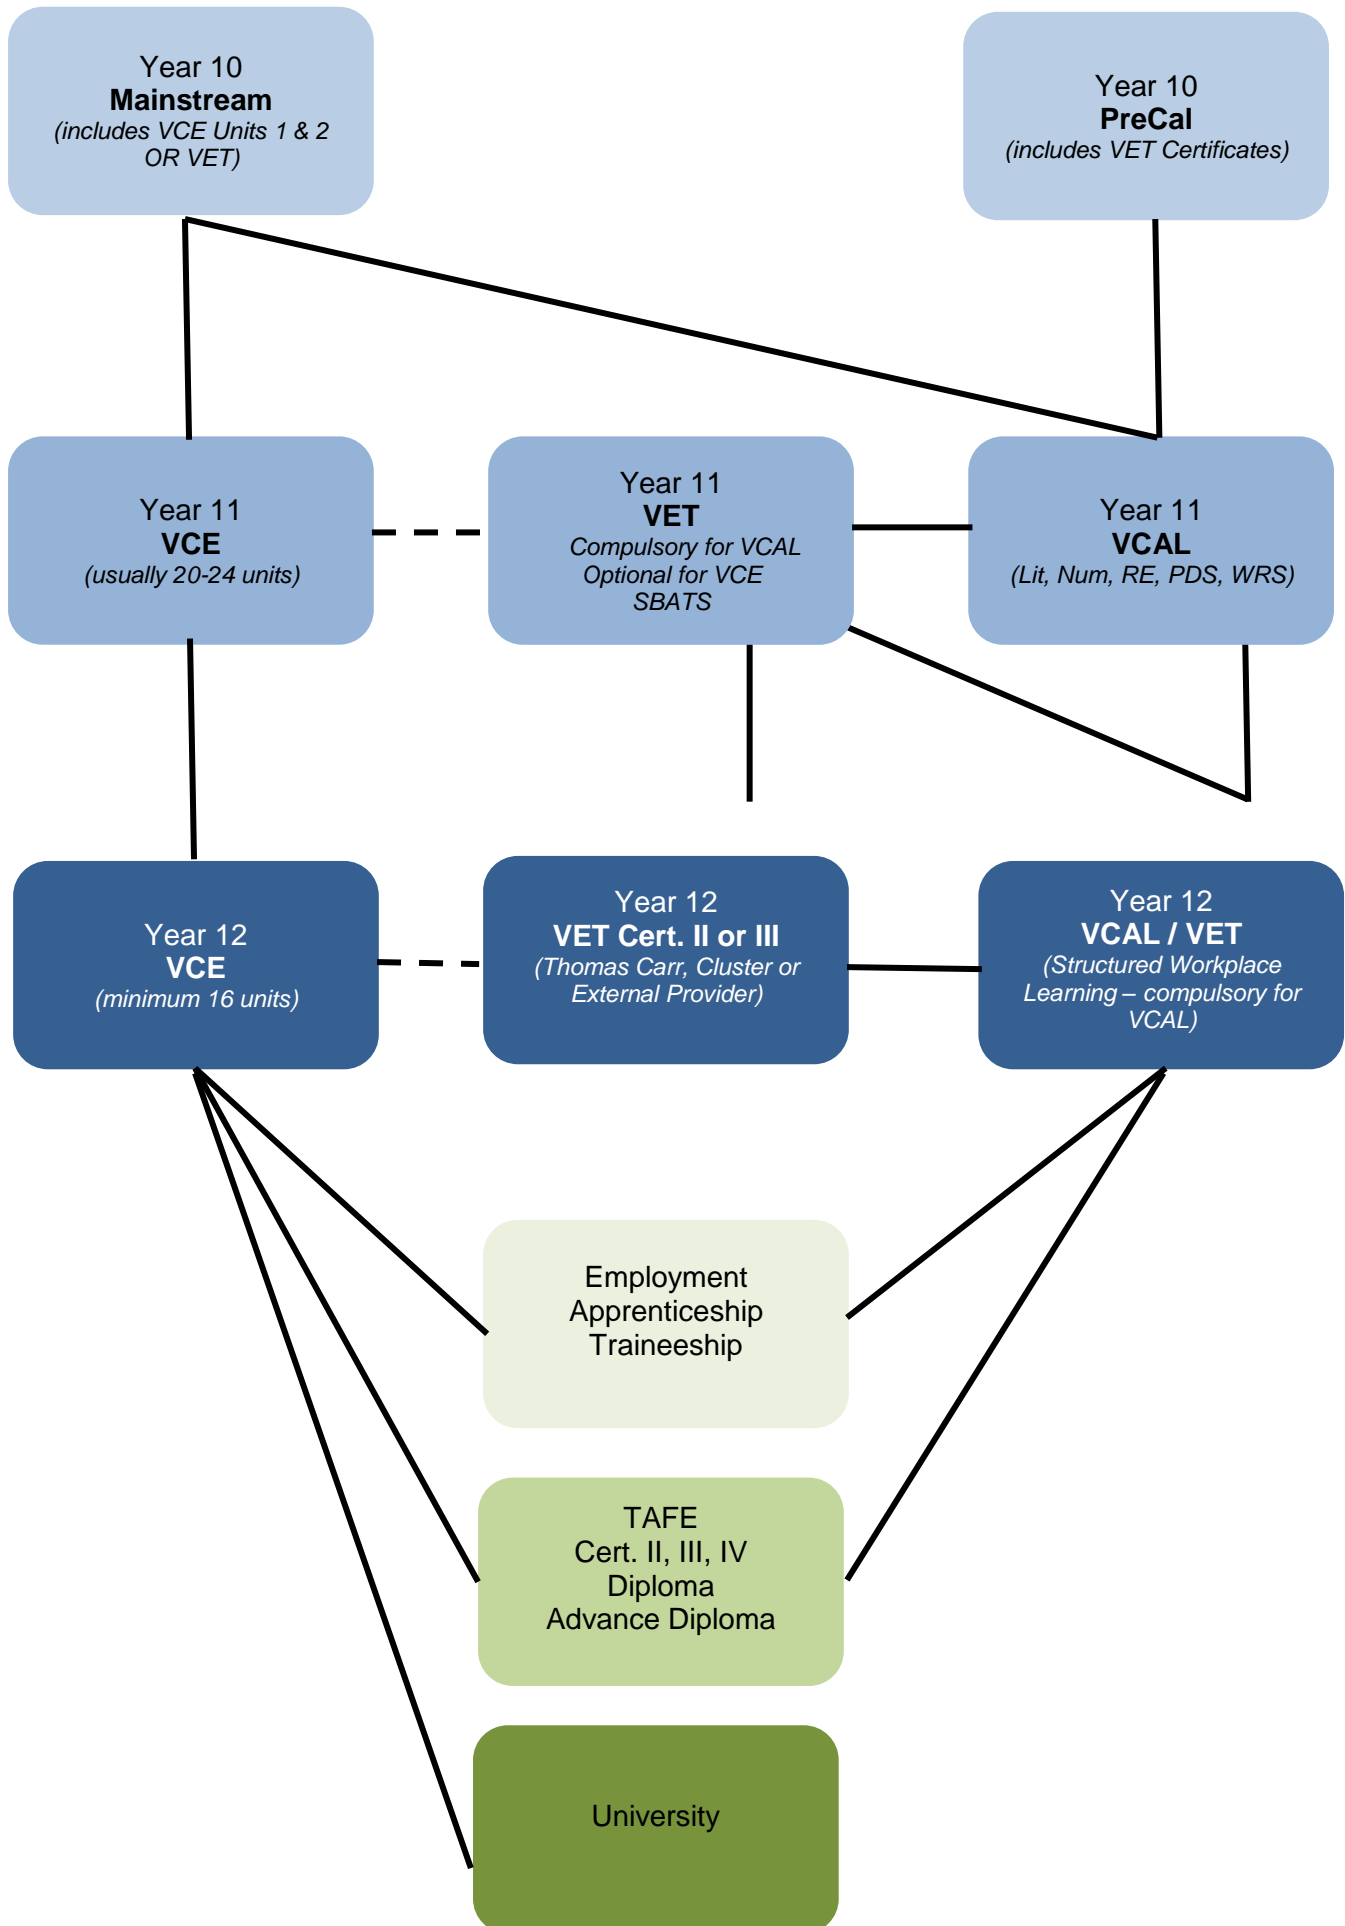 Year 10
Mainstream
(includes VCE Units 1 & 2
OR VET)
Year 10
PreCal
(includes VET Certificates)
Year 11
VCE
(usually 20-24 units)
Year 11
VET
Compulsory for VCAL
Optional for VCE
SBATS
Year 11
VCAL
(Lit, Num, RE, PDS, WRS)
Year 12
VCE
(minimum 16 units)
Year 12
VET Cert. II or III
(Thomas Carr, Cluster or
External Provider)
Year 12
VCAL / VET
(Structured Workplace
Learning – compulsory for
VCAL)
Employment
Apprenticeship
Traineeship
TAFE
Cert. II, III, IV
Diploma
Advance Diploma
University